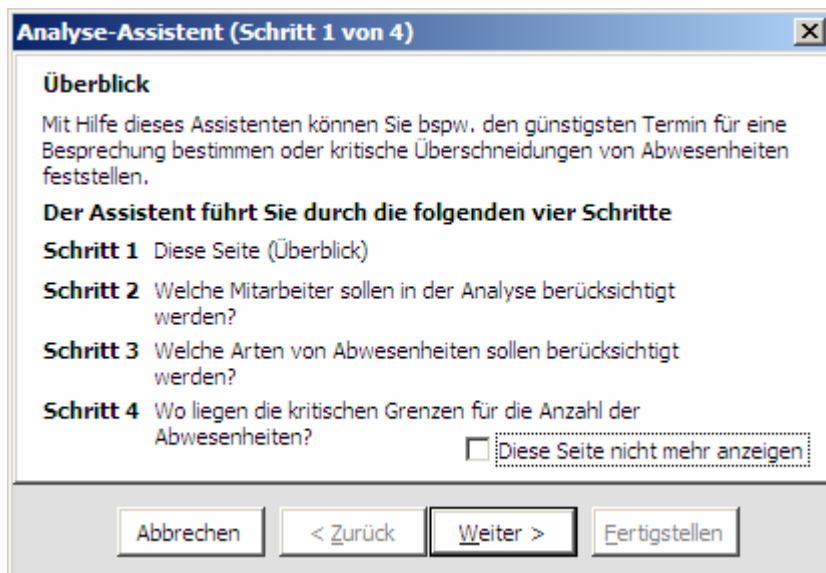 Analyse-Assistent (Schritt 1 von 4)
Überblick
Mit Hilfe dieses Assistenten können Sie bspw. den günstigsten Termin für eine
Besprechung bestimmen oder kritische Überschneidungen von Abwesenheiten
feststellen.
Der Assistent führt Sie durch die folgenden vier Schritte
Schritt 1 Diese Seite (Überblick)
Schritt 2 Welche Mitarbeiter sollen in der Analyse berücksichtigt
werden?
Schritt 3 Welche Arten von Abwesenheiten sollen berücksichtigt
werden?
Schritt 4 Wo liegen die kritischen Grenzen für die Anzahl der
Abwesenheiten?
Diese Seite nicht mehr anzeigen
Abbrechen < Zurück Weiter > Fertigstellen